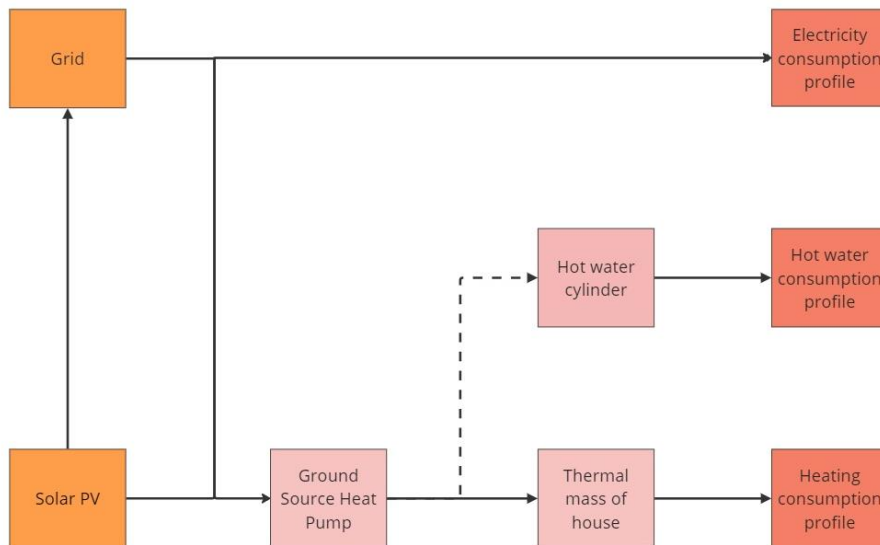 Grid
Electricity
consumption
profile
Hot water
cylinder
Hot water
consumption
profile
Solar PV
Ground
Source Heat
Pump
Thermal
mass of
house
Heating
consumption
profile